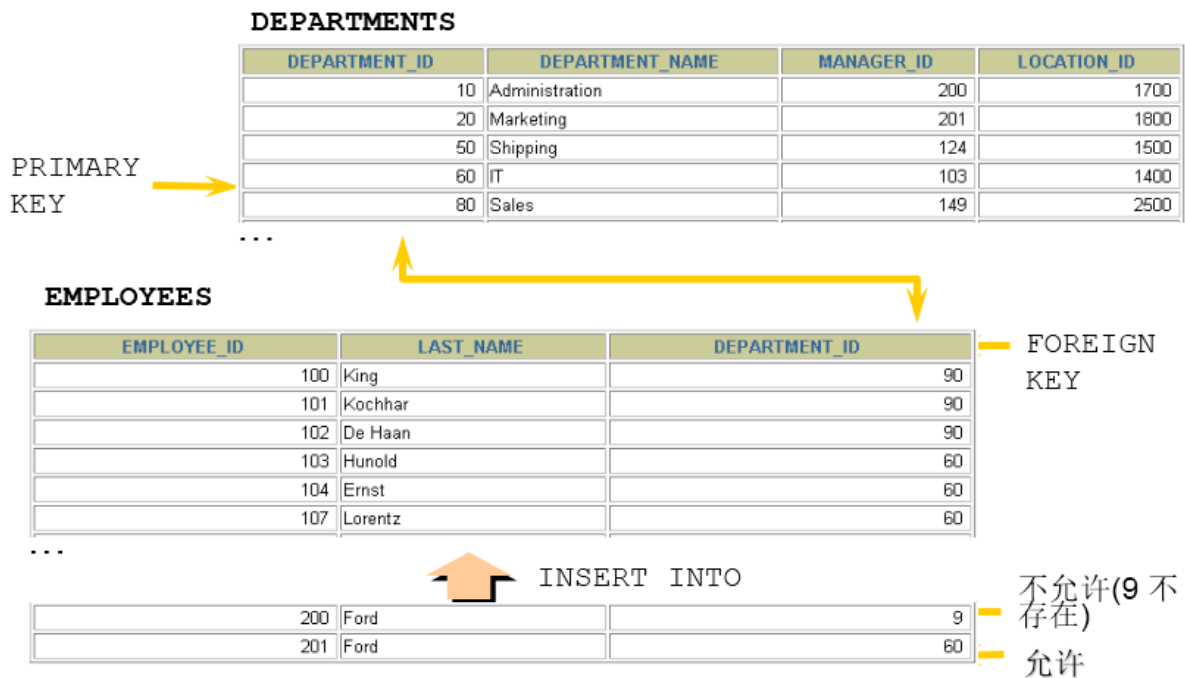 DEPARTMENTS
DEPARTMENT_ID DEPARTMENT_NAME MANAGER_ID LOCATION_ID
10 Administration 200 1700
20 Marketing 201 1800
50 Shipping 124 1500
60 IT 103 1400
80 Sales 149 2500
...
PRIMARY
KEY
EMPLOYEES
EMPLOYEE_ID LAST_NAME DEPARTMENT_ID
100 King 90
101 Kochhar 90
102 De Haan 90
103 Hunold 60
104 Ernst 60
107 Lorentz 60
...
FOREIGN
KEY
INSERT INTO
200 Ford 9
201 Ford 60
不允许(9 不
存在)
允许